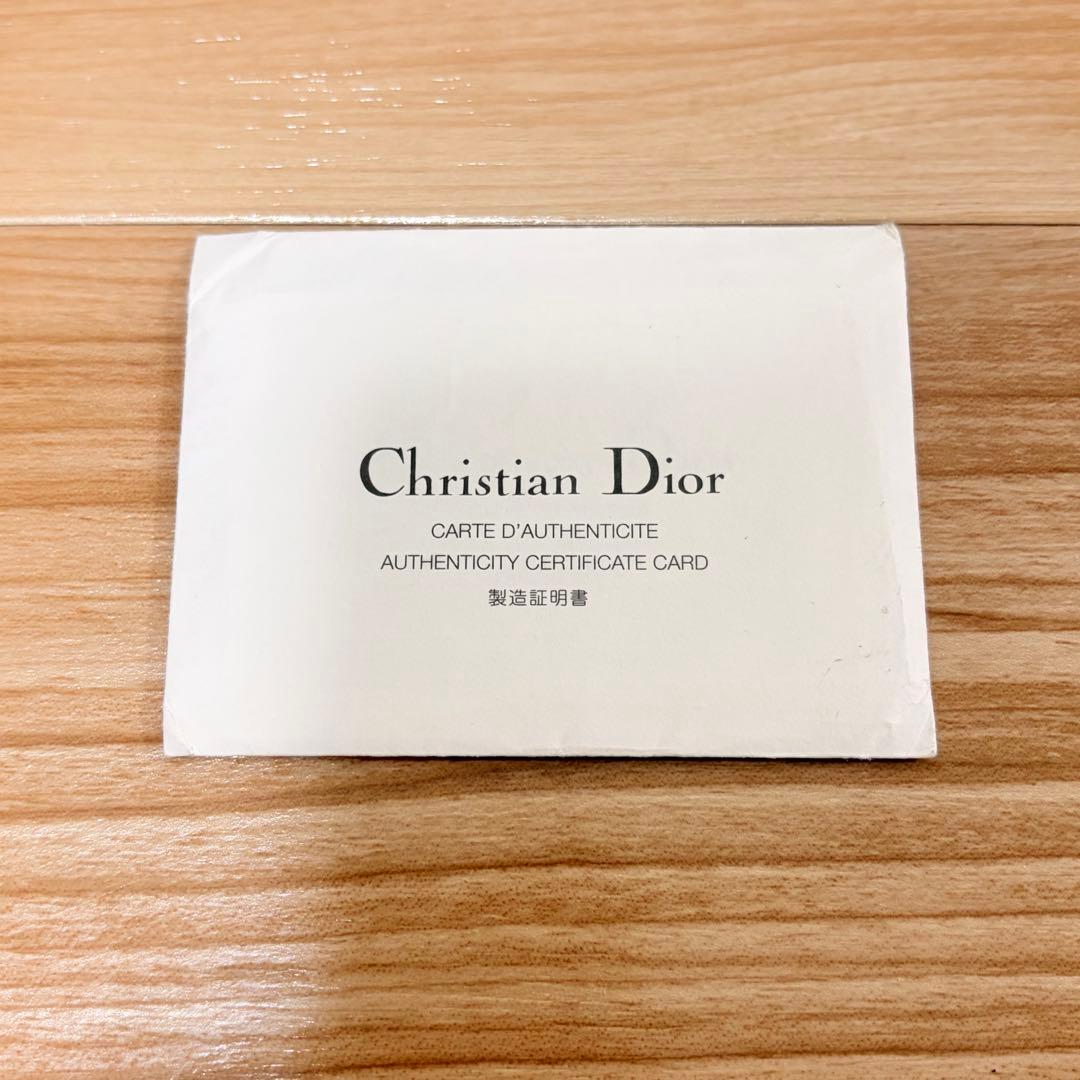 Christian Dior
CARTE D'AUTHENTICITE
AUTHENTICITY CERTIFICATE CARD
製造証明書